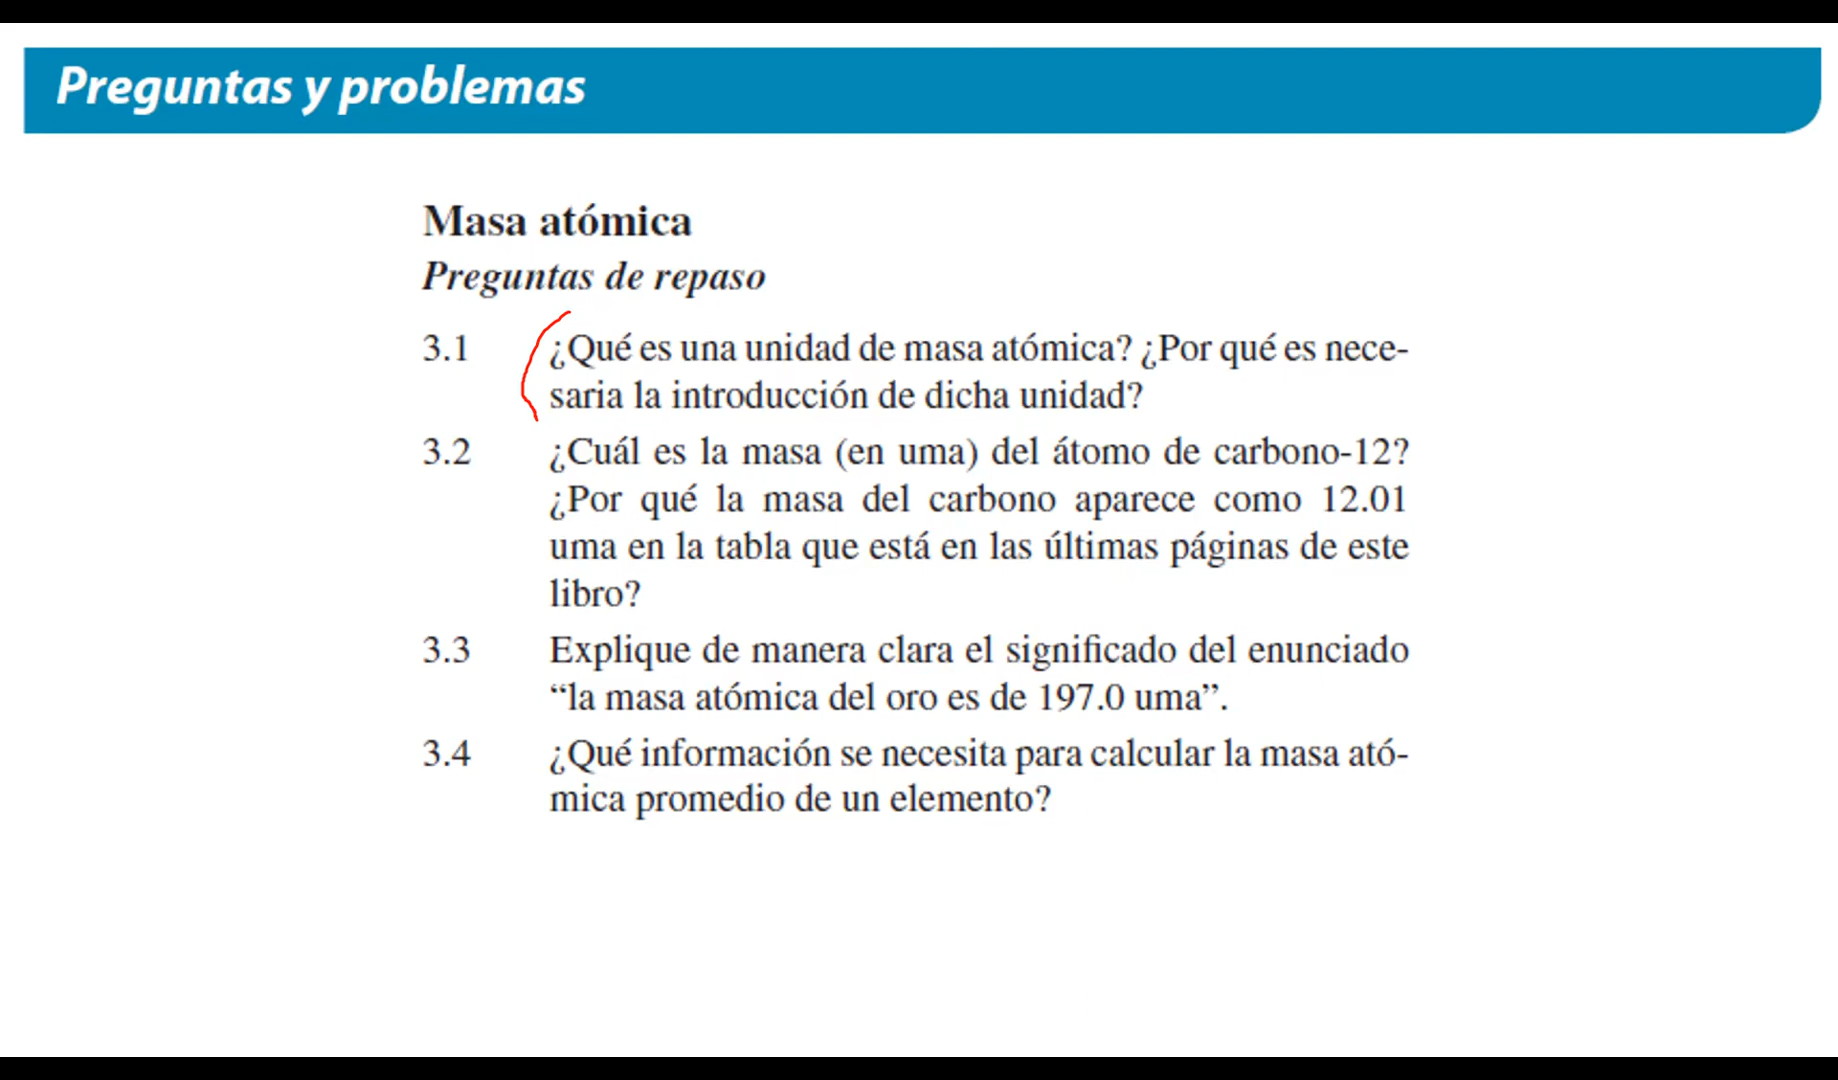 Preguntas y problemas
Masa atómica
Preguntas de repaso
3.1 ¿Qué es una unidad de masa atómica? ¿Por qué es nece-
saria la introducción de dicha unidad?
3.2 ¿Cuál es la masa (en uma) del átomo de carbono-12?
¿Por qué la masa del carbono aparece como 12.01
uma en la tabla que está en las últimas páginas de este
libro?
3.3 Explique de manera clara el significado del enunciado
“la masa atómica del oro es de 197.0 uma”.
3.4 ¿Qué información se necesita para calcular la masa ató-
mica promedio de un elemento?